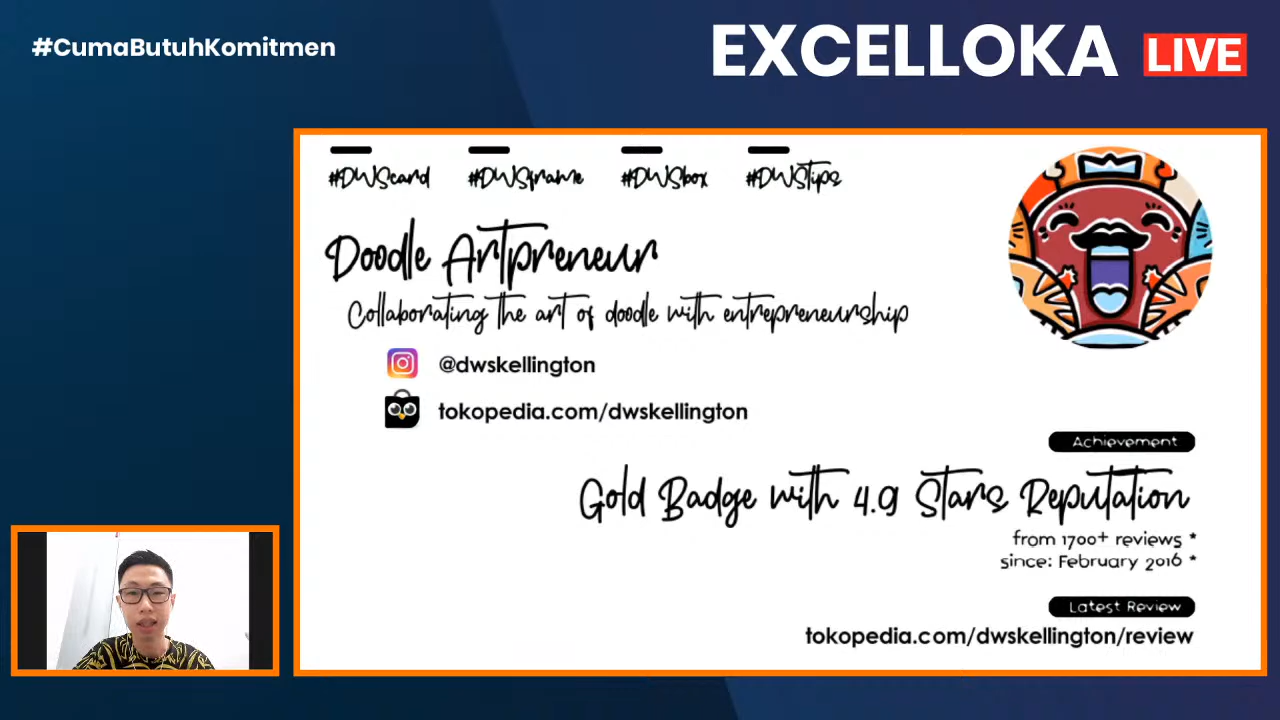 #CumaButuhKomitmen
EXCELLOKA LIVE
#DWScard #DWSframe #DWSbox #DWStips
Doodle Artpreneur
Collaborating the art of doodle with entrepreneurship
@dwskellington
tokopedia.com/dwskellington
Achievement
Gold Badge with 4.9 Stars Reputation
from 1700+ reviews *
since: February 2016 *
Latest Review
tokopedia.com/dwskellington/review